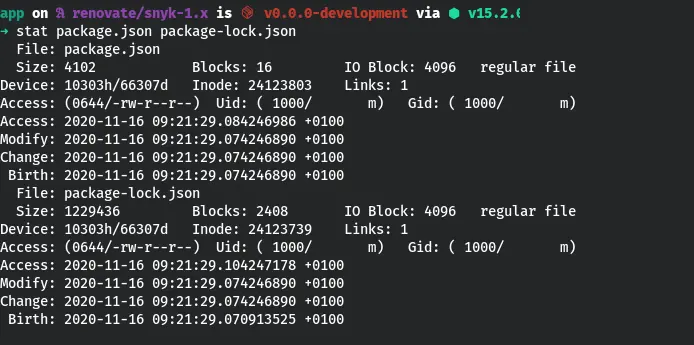 app on renovate/snyk-1.x is v0.0.0-development via v15.2.0
→ stat package.json package-lock.json
File: package.json
Size: 4102 Blocks: 16 IO Block: 4096 regular file
Device: 10303h/66307d Inode: 24123803 Links: 1
Access: (0644/-rw-r--r--) Uid: ( 1000/ m) Gid: ( 1000/ m)
Access: 2020-11-16 09:21:29.084246986 +0100
Modify: 2020-11-16 09:21:29.074246890 +0100
Change: 2020-11-16 09:21:29.074246890 +0100
Birth: 2020-11-16 09:21:29.074246890 +0100
File: package-lock.json
Size: 1229436 Blocks: 2408 IO Block: 4096 regular file
Device: 10303h/66307d Inode: 24123739 Links: 1
Access: (0644/-rw-r--r--) Uid: ( 1000/ m) Gid: ( 1000/ m)
Access: 2020-11-16 09:21:29.104247178 +0100
Modify: 2020-11-16 09:21:29.074246890 +0100
Change: 2020-11-16 09:21:29.074246890 +0100
Birth: 2020-11-16 09:21:29.070913525 +0100